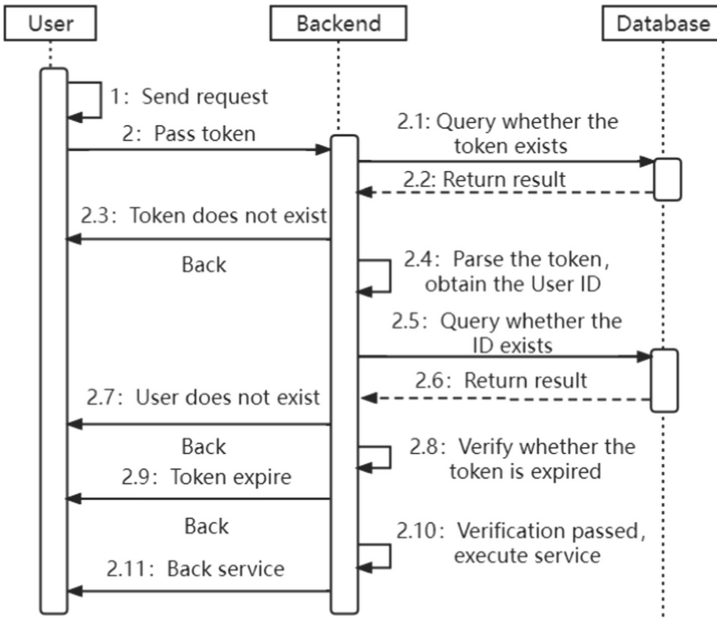 User
Backend
Database
1: Send request
2: Pass token
2.1: Query whether the
token exists
2.2: Return result
2.3: Token does not exist
Back
2.4: Parse the token,
obtain the User ID
2.5: Query whether the
ID exists
2.6: Return result
2.7: User does not exist
Back
2.8: Verify whether the
token is expired
2.9: Token expire
Back
2.10: Verification passed,
execute service
2.11: Back service